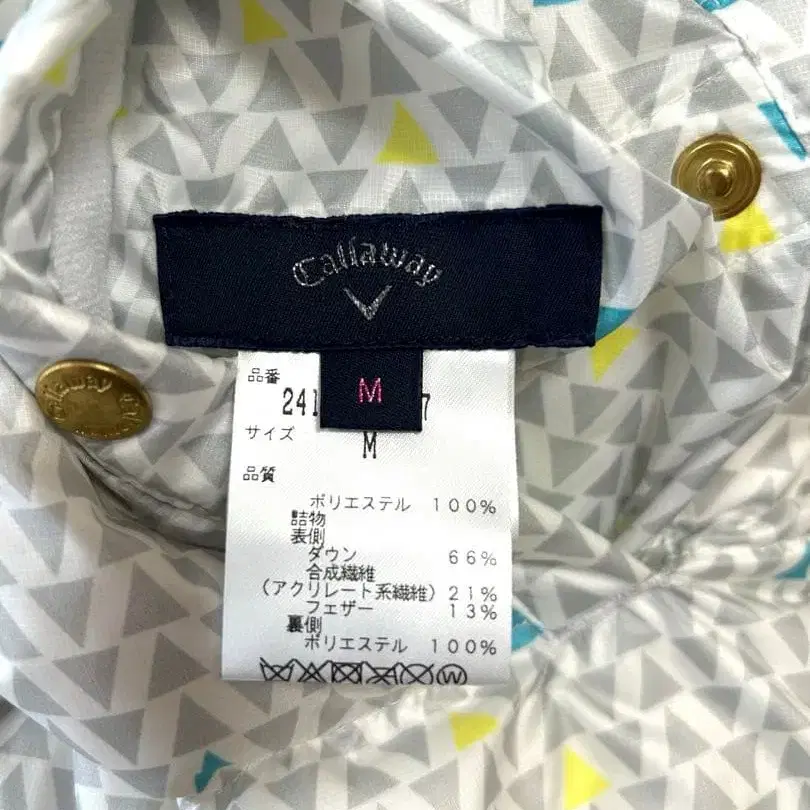 Callaway
M
品番
241 7
サイズ
M
品質
ポリエステル 100%
詰物
表側
ダウン 66%
合成繊維
(アクリレート系繊維) 21%
フェザー 13%
裏側
ポリエステル 100%
W
Callaway